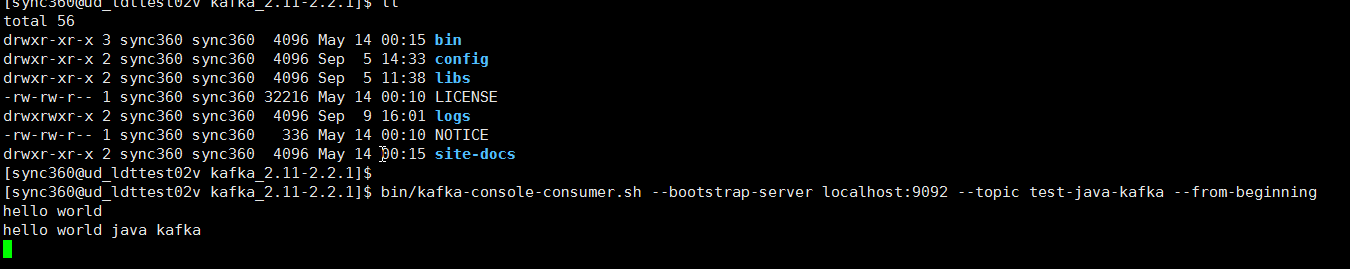 [sync360@ud_ldttest02v kafka_2.11-2.2.1]$ ll
total 56
drwxr-xr-x 3 sync360 sync360  4096 May 14 00:15 bin
drwxr-xr-x 2 sync360 sync360  4096 Sep  5 14:33 config
drwxr-xr-x 2 sync360 sync360  4096 Sep  5 11:38 libs
-rw-rw-r-- 1 sync360 sync360 32216 May 14 00:10 LICENSE
drwxrwxr-x 2 sync360 sync360  4096 Sep  9 16:01 logs
-rw-rw-r-- 1 sync360 sync360   336 May 14 00:10 NOTICE
drwxr-xr-x 2 sync360 sync360  4096 May 14 00:15 site-docs
[sync360@ud_ldttest02v kafka_2.11-2.2.1]$
[sync360@ud_ldttest02v kafka_2.11-2.2.1]$ bin/kafka-console-consumer.sh --bootstrap-server localhost:9092 --topic test-java-kafka --from-beginning
hello world
hello world java kafka